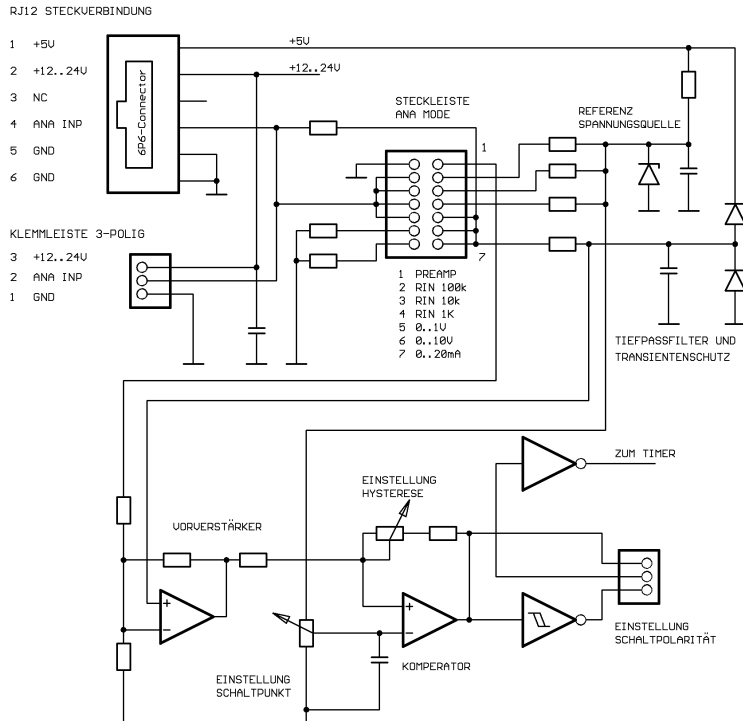 RJ12 STECKVERBINDUNG
1 +5V
2 +12..24V
3 NC
4 ANA INP
5 GND
6 GND
6P6-Connector
+5V
+12..24V
STECKLEISTE
ANA MODE
1
7
REFERENZ
SPANNUNGSQUELLE
KLEMMLEISTE 3-POLIG
3 +12..24V
2 ANA INP
1 GND
1 PREAMP
2 RIN 100k
3 RIN 10k
4 RIN 1K
5 0..1V
6 0..10V
7 0..20mA
TIEFPASSFILTER UND
TRANSIENTENSCHUTZ
ZUM TIMER
EINSTELLUNG
HYSTERESE
VORVERSTÄRKER
+
−
+
−
KOMPERATOR
EINSTELLUNG
SCHALTPUNKT
EINSTELLUNG
SCHALTPOLARITÄT